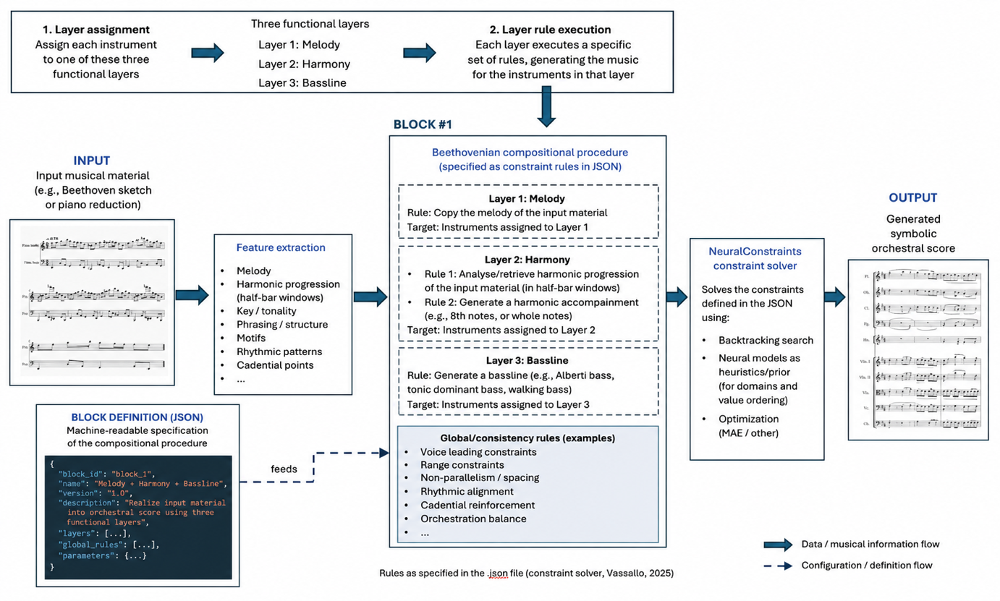 1. Layer assignment
Assign each instrument
to one of these three
functional layers
Three functional layers
Layer 1: Melody
Layer 2: Harmony
Layer 3: Bassline
2. Layer rule execution
Each layer executes a specific
set of rules, generating the music
for the instruments in that layer
INPUT
Input musical material
(e.g., Beethoven sketch
or piano reduction)
Feature extraction
• Melody
• Harmonic progression
(half-bar windows)
• Key / tonality
• Phrasing / structure
• Motifs
• Rhythmic patterns
• Cadential points
• ...
BLOCK DEFINITION (JSON)
Machine-readable specification
of the compositional procedure
{
"block_id": "block_1",
"name": "Melody + Harmony + Bassline",
"version": "1.0",
"description": "Realize input material
into orchestral score using three
functional layers",
"layers": [...],
"global_rules": [...],
"parameters": {...}
}
feeds
BLOCK #1
Beethovenian compositional procedure
(specified as constraint rules in JSON)
Layer 1: Melody
Rule: Copy the melody of the input material
Target: Instruments assigned to Layer 1
Layer 2: Harmony
• Rule 1: Analyse/retrieve harmonic progression
of the input material (in half-bar windows)
• Rule 2: Generate a harmonic accompainment
(e.g., 8th notes, or whole notes)
Target: Instruments assigned to Layer 2
Layer 3: Bassline
Rule: Generate a bassline (e.g., Alberti bass,
tonic dominant bass, walking bass)
Target: Instruments assigned to Layer 3
Global/consistency rules (examples)
• Voice leading constraints
• Range constraints
• Non-parallelism / spacing
• Rhythmic alignment
• Cadential reinforcement
• Orchestration balance
• ...
NeuralConstraints
constraint solver
Solves the constraints
defined in the JSON
using:
• Backtracking search
• Neural models as
heuristics/prior
(for domains and
value ordering)
• Optimization
(MAE / other)
OUTPUT
Generated
symbolic
orchestral score
Fl.
Ob.
Cl.
Fg.
Hn.
Vln. I
Vln. II
Vla.
Vc.
Cb.
Data / musical information flow
Configuration / definition flow
Rules as specified in the .json file (constraint solver, Vassallo, 2025)